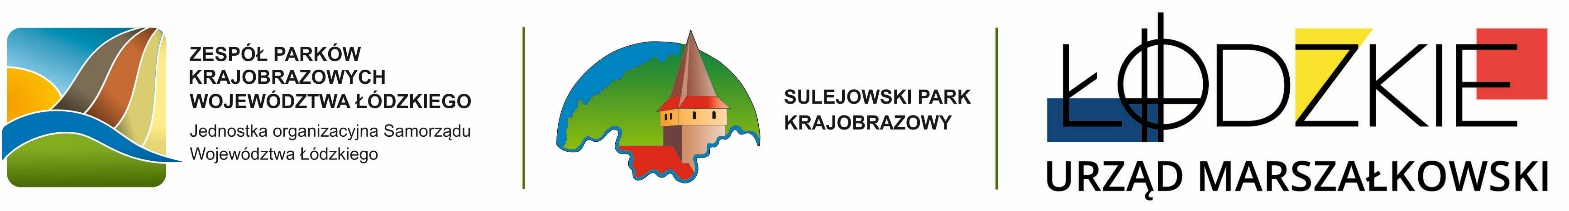 ZESPÓŁ PARKÓW
KRAJOBRAZOWYCH
WOJEWÓDZTWA ŁÓDZKIEGO
Jednostka organizacyjna Samorządu
Województwa Łódzkiego
SULEJOWSKI PARK
KRAJOBRAZOWY
ŁÓDZKIE
URZĄD MARSZAŁKOWSKI